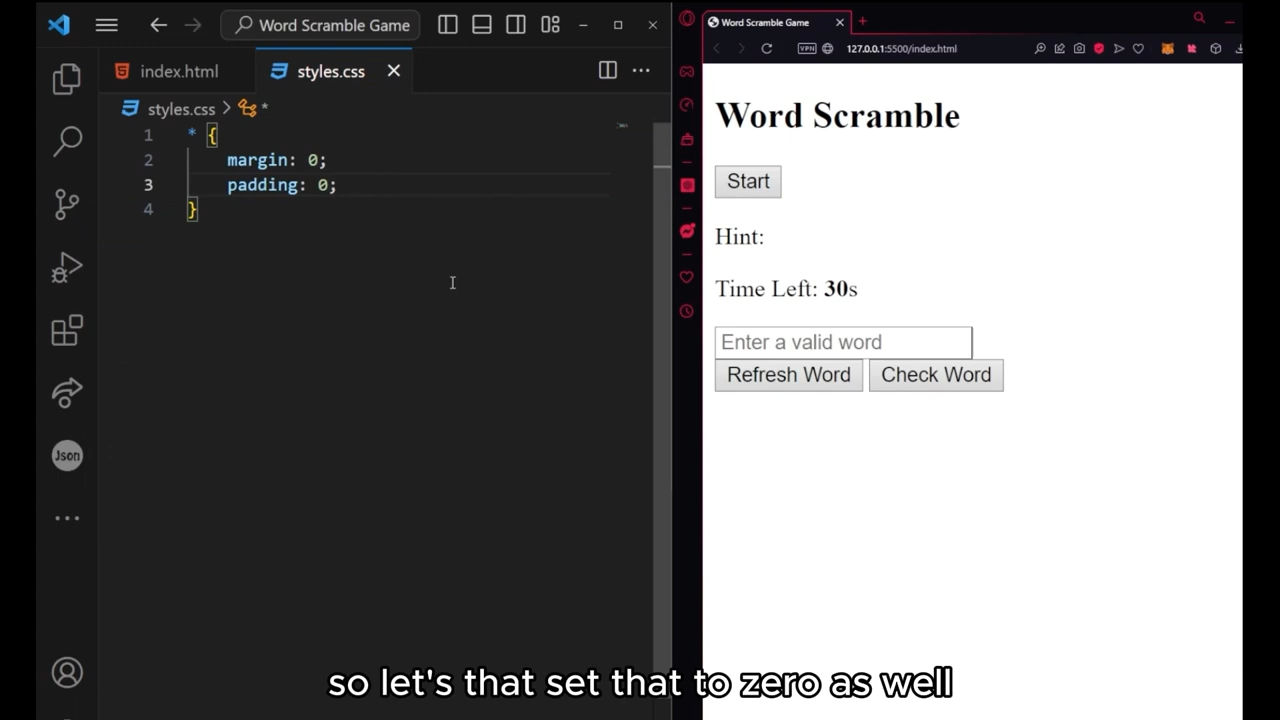 Word Scramble Game
index.html
styles.css
styles.css > *
1 * {
2 margin: 0;
3 padding: 0;
4 }
Json
Word Scramble Game
VPN
127.0.0.1:5500/index.html
Word Scramble
Start
Hint:
Time Left: 30s
Enter a valid word
Refresh Word
Check Word
so let's that set that to zero as well